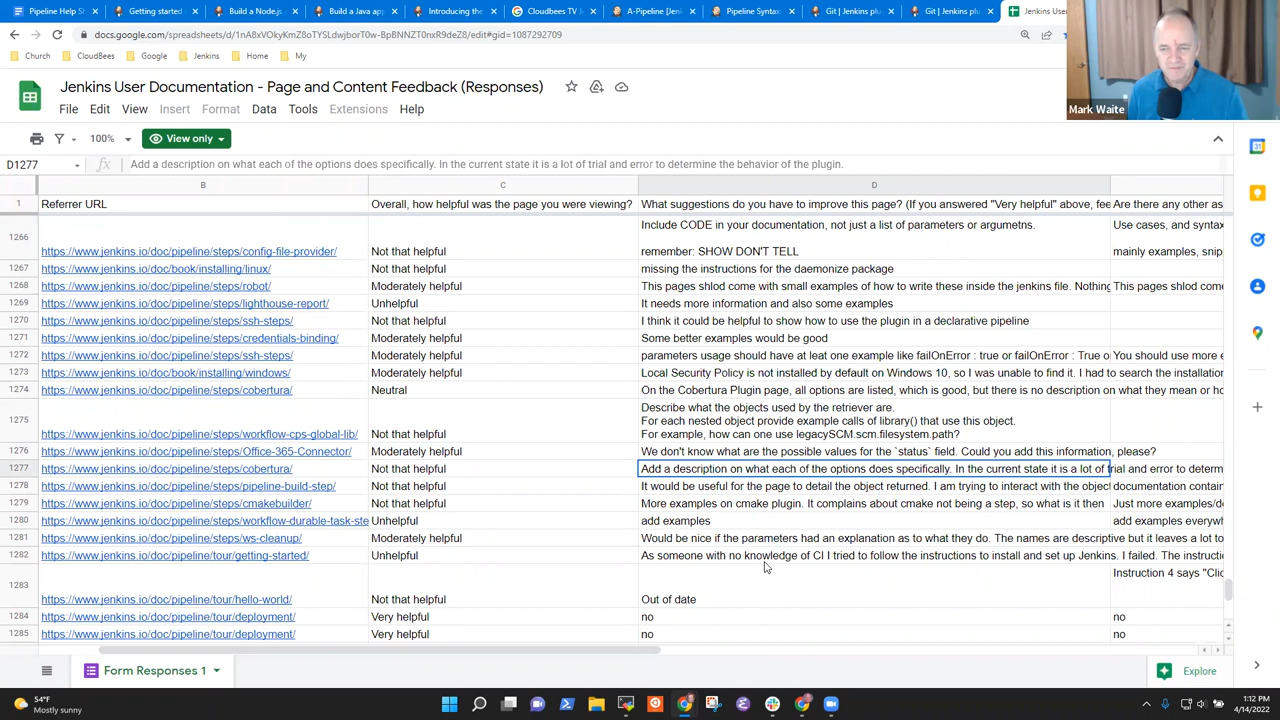 Pipeline Help Sh
Getting started
Build a Node.js
Build a Java app
Introducing the
Cloudbees TV J
A-Pipeline [Jen
Pipeline Syntax
Git | Jenkins plu
Git | Jenkins plu
Jenkins Use
docs.google.com/spreadsheets/d/1nA8xVOkyKmZ8oTYSLdwjborT0w-BpBNNZT0nxR9deZ8/edit#gid=1087292709
Church
CloudBees
Google
Jenkins
Home
My
Jenkins User Documentation - Page and Content Feedback (Responses)
File Edit View Insert Format Data Tools Extensions Help
Mark Waite
100%
View only
D1277
fx
Add a description on what each of the options does specifically. In the current state it is a lot of trial and error to determine the behavior of the plugin.
B C D
1 Referrer URL Overall, how helpful was the page you were viewing? What suggestions do you have to improve this page? (If you answered "Very helpful" above, fee Are there any other as
Include CODE in your documentation, not just a list of parameters or argumetns. Use cases, and syntax
1266 https://www.jenkins.io/doc/pipeline/steps/config-file-provider/ Not that helpful remember: SHOW DON'T TELL mainly examples, snip
1267 https://www.jenkins.io/doc/book/installing/linux/ Not that helpful missing the instructions for the daemonize package
1268 https://www.jenkins.io/doc/pipeline/steps/robot/ Moderately helpful This pages shlod come with small examples of how to write these inside the jenkins file. Nothing This pages shlod come
1269 https://www.jenkins.io/doc/pipeline/steps/lighthouse-report/ Unhelpful It needs more information and also some examples
1270 https://www.jenkins.io/doc/pipeline/steps/ssh-steps/ Not that helpful I think it could be helpful to show how to use the plugin in a declarative pipeline
1271 https://www.jenkins.io/doc/pipeline/steps/credentials-binding/ Moderately helpful Some better examples would be good
1272 https://www.jenkins.io/doc/pipeline/steps/ssh-steps/ Moderately helpful parameters usage should have at leat one example like failOnError : true or failOnError : True o You should use more e
1273 https://www.jenkins.io/doc/book/installing/windows/ Moderately helpful Local Security Policy is not installed by default on Windows 10, so I was unable to find it. I had to search the installation
1274 https://www.jenkins.io/doc/pipeline/steps/cobertura/ Neutral On the Cobertura Plugin page, all options are listed, which is good, but there is no description on what they mean or ho
Describe what the objects used by the retriever are.
For each nested object provide example calls of library() that use this object.
1275 https://www.jenkins.io/doc/pipeline/steps/workflow-cps-global-lib/ Not that helpful For example, how can one use legacySCM.scm.filesystem.path?
1276 https://www.jenkins.io/doc/pipeline/steps/Office-365-Connector/ Moderately helpful We don't know what are the possible values for the `status` field. Could you add this information, please?
1277 https://www.jenkins.io/doc/pipeline/steps/cobertura/ Not that helpful Add a description on what each of the options does specifically. In the current state it is a lot of trial and error to determ
1278 https://www.jenkins.io/doc/pipeline/steps/pipeline-build-step/ Not that helpful It would be useful for the page to detail the object returned. I am trying to interact with the objec documentation contain
1279 https://www.jenkins.io/doc/pipeline/steps/cmakebuilder/ Not that helpful More examples on cmake plugin. It complains about cmake not being a step, so what is it then Just more examples/de
1280 https://www.jenkins.io/doc/pipeline/steps/workflow-durable-task-ste Unhelpful add examples add examples everywh
1281 https://www.jenkins.io/doc/pipeline/steps/ws-cleanup/ Moderately helpful Would be nice if the parameters had an explanation as to what they do. The names are descriptive but it leaves a lot to
1282 https://www.jenkins.io/doc/pipeline/tour/getting-started/ Unhelpful As someone with no knowledge of CI I tried to follow the instructions to install and set up Jenkins. I failed. The instructio
Instruction 4 says "Clic
1283 https://www.jenkins.io/doc/pipeline/tour/hello-world/ Not that helpful Out of date
1284 https://www.jenkins.io/doc/pipeline/tour/deployment/ Very helpful no no
1285 https://www.jenkins.io/doc/pipeline/tour/deployment/ Very helpful no no
Form Responses 1
Explore
54°F
Mostly sunny
1:12 PM
4/14/2022